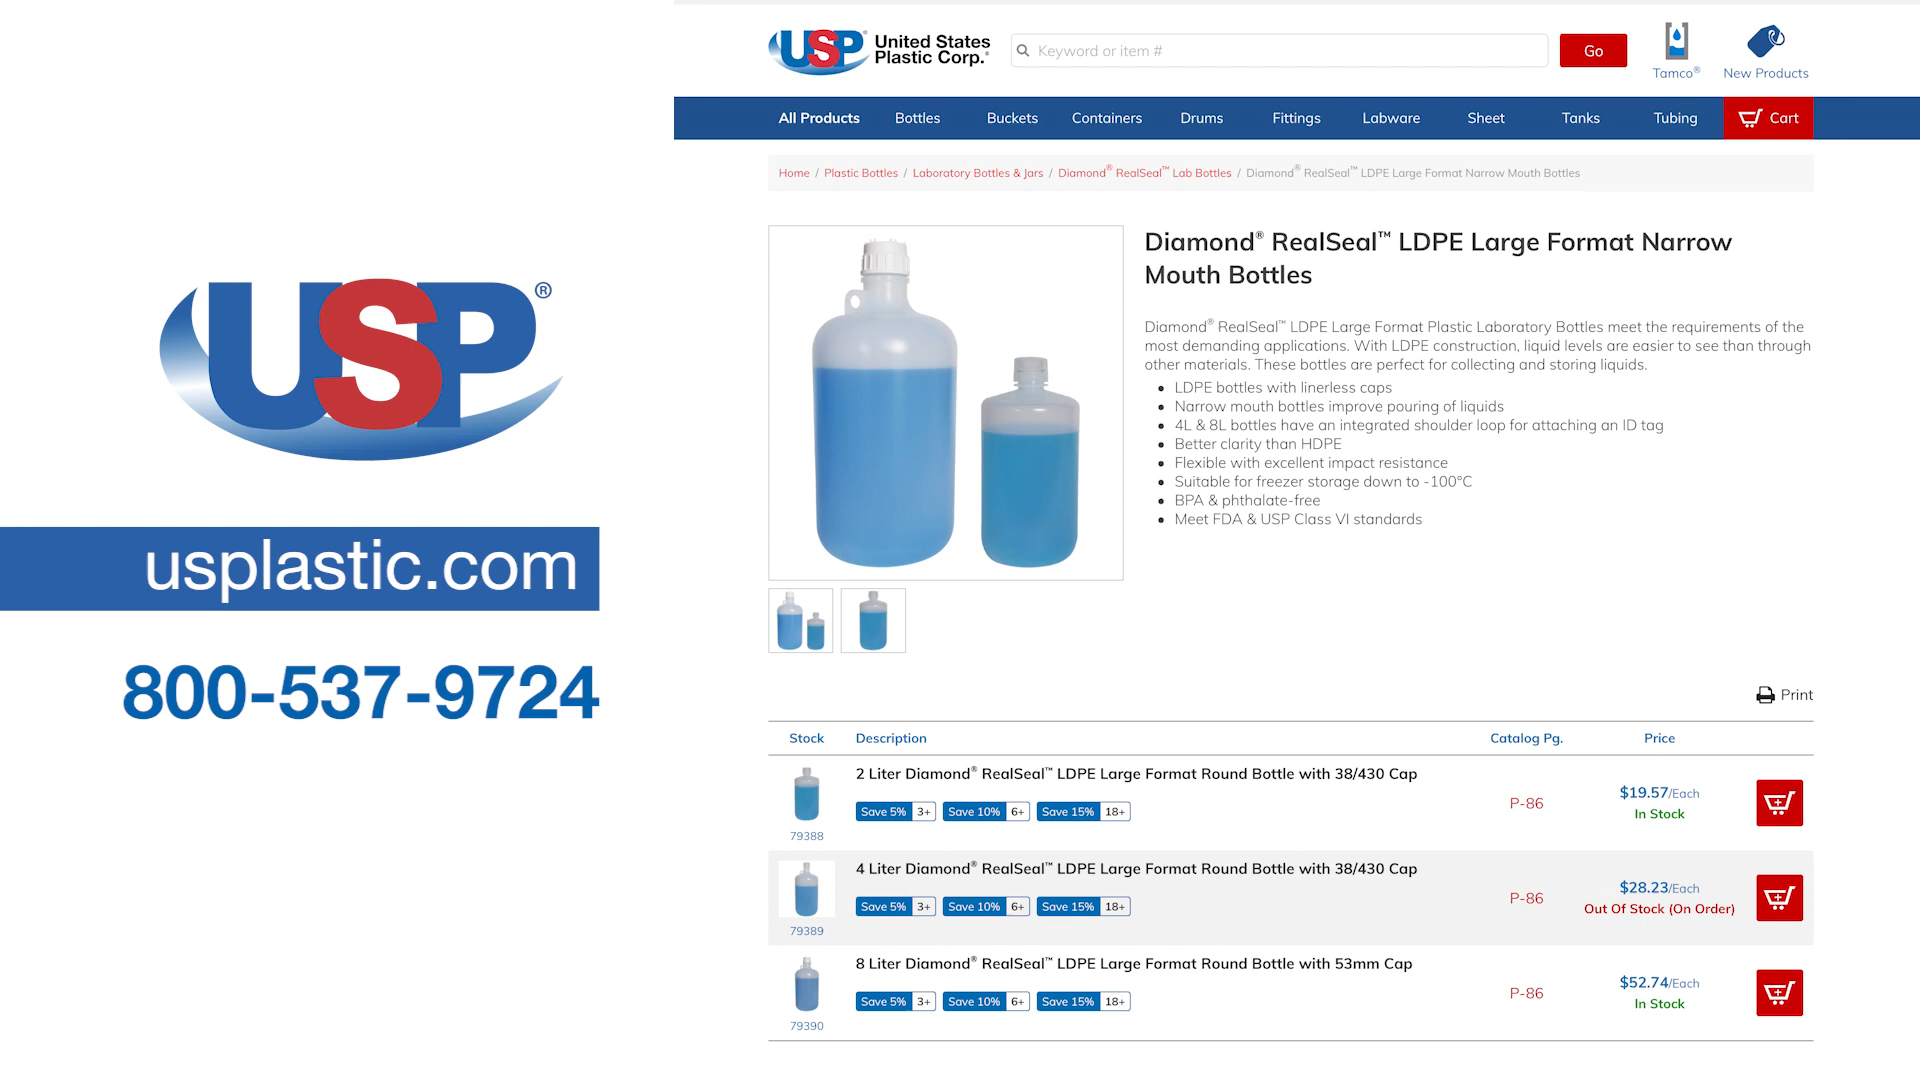 USP®
usplastic.com
800-537-9724
USP® United States
Plastic Corp.®
Keyword or item #
Go
Tamco®
New Products
All Products
Bottles
Buckets
Containers
Drums
Fittings
Labware
Sheet
Tanks
Tubing
Cart
Home / Plastic Bottles / Laboratory Bottles & Jars / Diamond® RealSeal™ Lab Bottles / Diamond® RealSeal™ LDPE Large Format Narrow Mouth Bottles
Diamond® RealSeal™ LDPE Large Format Narrow
Mouth Bottles
Diamond® RealSeal™ LDPE Large Format Plastic Laboratory Bottles meet the requirements of the
most demanding applications. With LDPE construction, liquid levels are easier to see than through
other materials. These bottles are perfect for collecting and storing liquids.
• LDPE bottles with linerless caps
• Narrow mouth bottles improve pouring of liquids
• 4L & 8L bottles have an integrated shoulder loop for attaching an ID tag
• Better clarity than HDPE
• Flexible with excellent impact resistance
• Suitable for freezer storage down to -100°C
• BPA & phthalate-free
• Meet FDA & USP Class VI standards
Print
Stock Description Catalog Pg. Price
2 Liter Diamond® RealSeal™ LDPE Large Format Round Bottle with 38/430 Cap
Save 5% 3+ Save 10% 6+ Save 15% 18+
79388
P-86
$19.57/Each
In Stock
4 Liter Diamond® RealSeal™ LDPE Large Format Round Bottle with 38/430 Cap
Save 5% 3+ Save 10% 6+ Save 15% 18+
79389
P-86
$28.23/Each
Out Of Stock (On Order)
8 Liter Diamond® RealSeal™ LDPE Large Format Round Bottle with 53mm Cap
Save 5% 3+ Save 10% 6+ Save 15% 18+
79390
P-86
$52.74/Each
In Stock